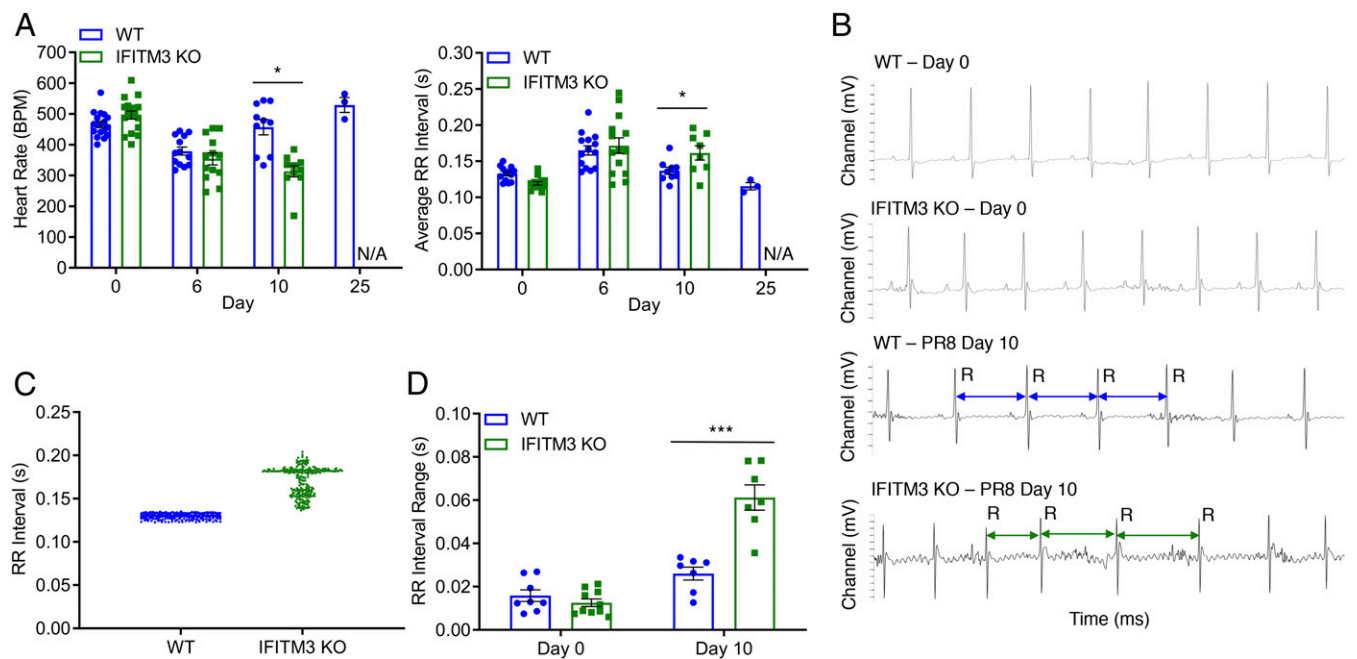 A
WT
IFITM3 KO
Heart Rate (BPM)
700
600
500
400
300
200
100
0
*
N/A
0 6 10 25
Day
WT
IFITM3 KO
Average RR Interval (s)
0.40
0.30
0.25
0.20
0.15
0.10
0.00
*
N/A
0 6 10 25
Day
B
WT – Day 0
Channel (mV)
IFITM3 KO – Day 0
Channel (mV)
WT – PR8 Day 10
Channel (mV)
R R R R
IFITM3 KO – PR8 Day 10
Channel (mV)
R R R R
Time (ms)
C
RR Interval (s)
0.25
0.20
0.15
0.10
0.05
0.00
WT IFITM3 KO
D
WT
IFITM3 KO
RR Interval Range (s)
0.10
0.08
0.06
0.04
0.02
0.00
***
Day 0 Day 10